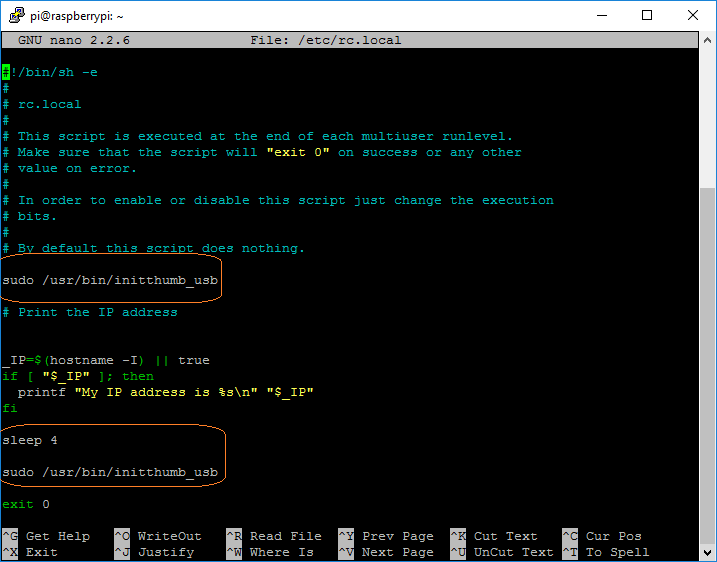 pi@raspberrypi: ~
GNU nano 2.2.6 File: /etc/rc.local
#!/bin/sh -e
#
# rc.local
#
# This script is executed at the end of each multiuser runlevel.
# Make sure that the script will "exit 0" on success or any other
# value on error.
#
# In order to enable or disable this script just change the execution
# bits.
#
# By default this script does nothing.
sudo /usr/bin/initthumb_usb
# Print the IP address
_IP=$(hostname -I) || true
if [ "$_IP" ]; then
printf "My IP address is %s\n" "$_IP"
fi
sleep 4
sudo /usr/bin/initthumb_usb
exit 0
^G Get Help ^O WriteOut ^R Read File ^Y Prev Page ^K Cut Text ^C Cur Pos
^X Exit ^J Justify ^W Where Is ^V Next Page ^U UnCut Text ^T To Spell